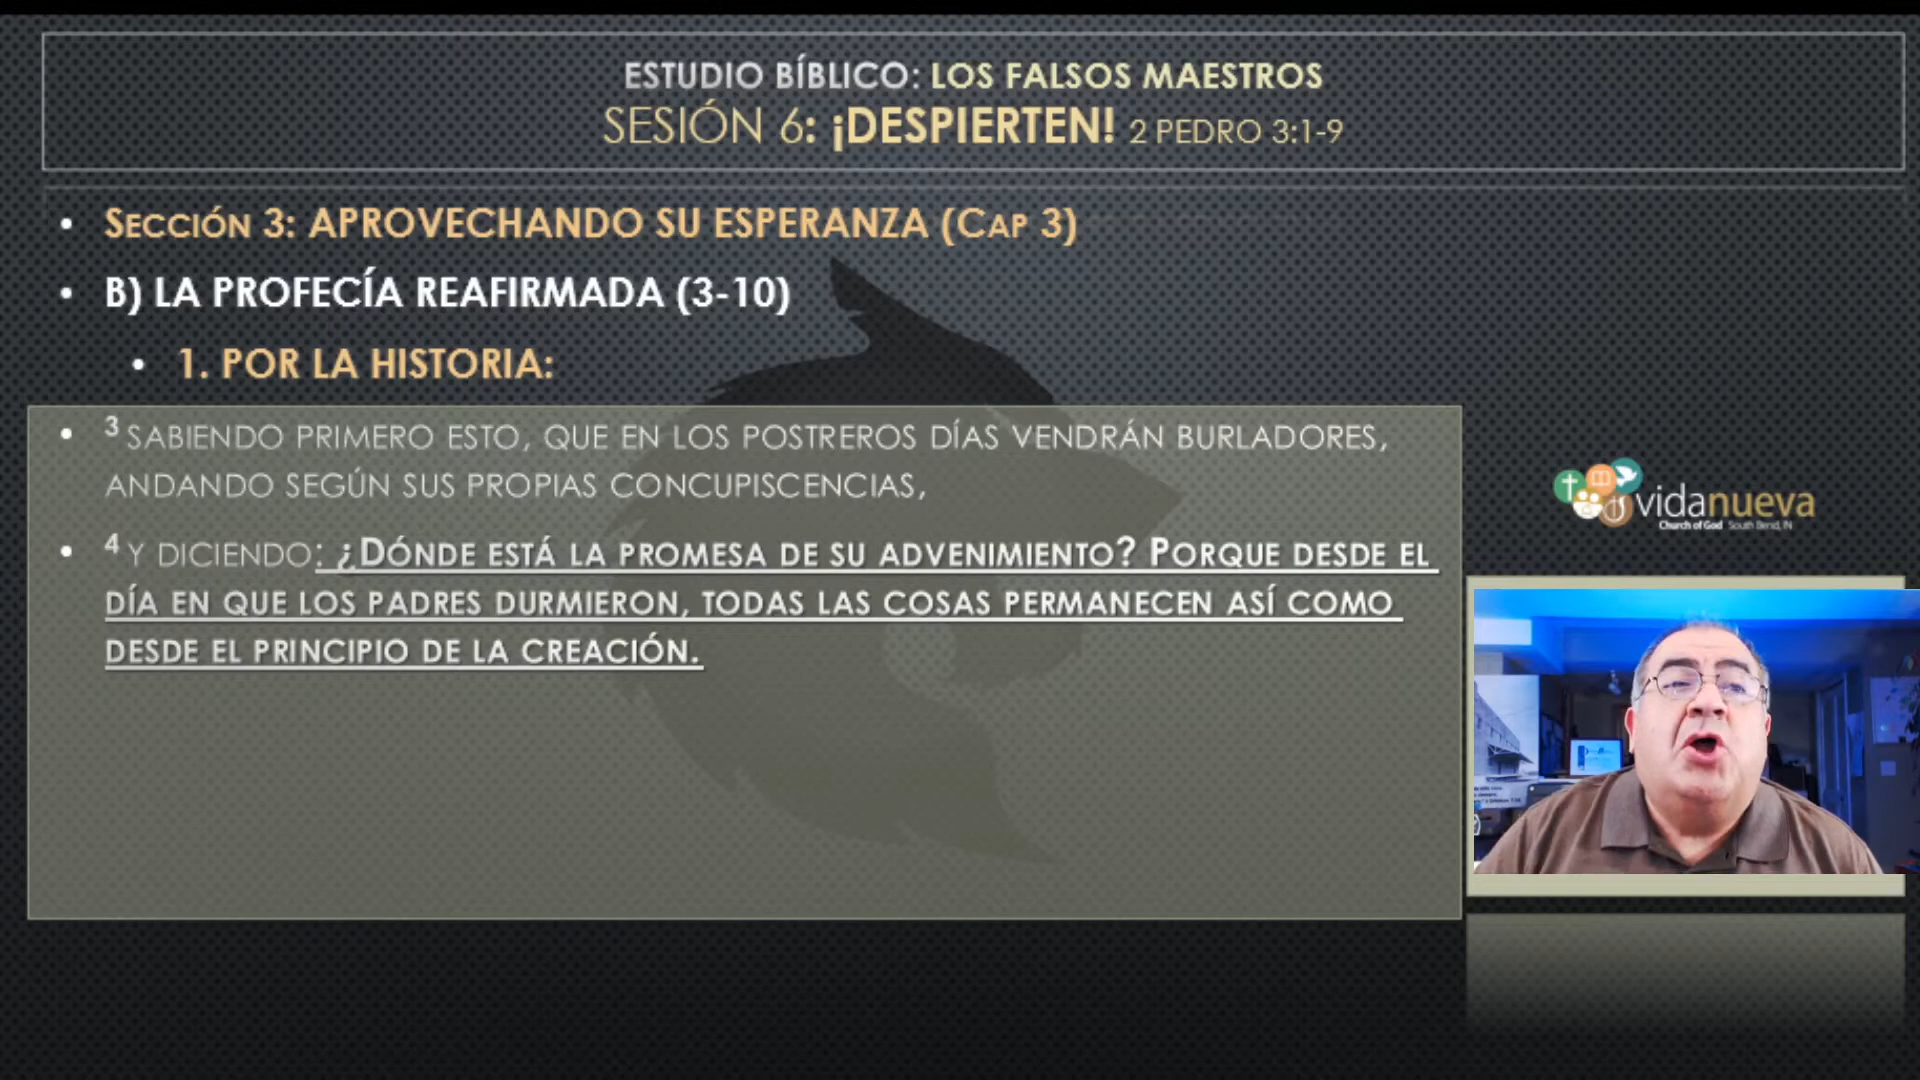 ESTUDIO BÍBLICO: LOS FALSOS MAESTROS
SESIÓN 6: ¡DESPIERTEN! 2 PEDRO 3:1-9
• SECCIÓN 3: APROVECHANDO SU ESPERANZA (CAP 3)
• B) LA PROFECÍA REAFIRMADA (3-10)
• 1. POR LA HISTORIA:
• 3 SABIENDO PRIMERO ESTO, QUE EN LOS POSTREROS DÍAS VENDRÁN BURLADORES,
ANDANDO SEGÚN SUS PROPIAS CONCUPISCENCIAS,
• 4 Y DICIENDO: ¿DÓNDE ESTÁ LA PROMESA DE SU ADVENIMIENTO? PORQUE DESDE EL
DÍA EN QUE LOS PADRES DURMIERON, TODAS LAS COSAS PERMANECEN ASÍ COMO
DESDE EL PRINCIPIO DE LA CREACIÓN.
vidanueva
Church of God South Bend, IN